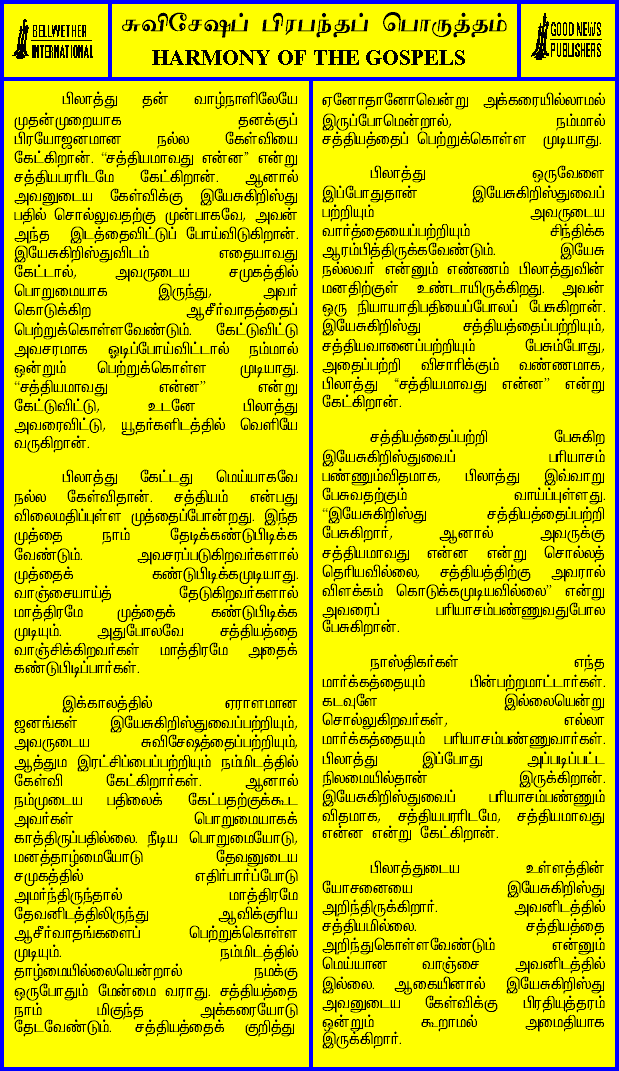 BELLWETHER
INTERNATIONAL
சுவிசேஷப் பிரபந்தப் பொருத்தம்
HARMONY OF THE GOSPELS
GOOD NEWS
PUBLISHERS
பிலாத்து தன் வாழ்நாளிலேயே
முதன்முறையாக தனக்குப்
பிரயோஜனமான நல்ல கேள்வியை
கேட்கிறான். “சத்தியமாவது என்ன” என்று
சத்தியபரரிடமே கேட்கிறான். ஆனால்
அவனுடைய கேள்விக்கு இயேசுகிறிஸ்து
பதில் சொல்லுவதற்கு முன்பாகவே, அவன்
அந்த இடத்தைவிட்டுப் போய்விடுகிறான்.
இயேசுகிறிஸ்துவிடம் எதையாவது
கேட்டால், அவருடைய சமுகத்தில்
பொறுமையாக இருந்து, அவர்
கொடுக்கிற ஆசீர்வாதத்தைப்
பெற்றுக்கொள்ளவேண்டும். கேட்டுவிட்டு
அவசரமாக ஓடிப்போய்விட்டால் நம்மால்
ஒன்றும் பெற்றுக்கொள்ள முடியாது.
“சத்தியமாவது என்ன” என்று
கேட்டுவிட்டு, உடனே பிலாத்து
அவரைவிட்டு, யூதர்களிடத்தில் வெளியே
வருகிறான்.
பிலாத்து கேட்டது மெய்யாகவே
நல்ல கேள்விதான். சத்தியம் என்பது
விலைமதிப்புள்ள முத்தைப்போன்றது. இந்த
முத்தை நாம் தேடிக்கண்டுபிடிக்க
வேண்டும். அவசரப்படுகிறவர்களால்
முத்தைக் கண்டுபிடிக்கமுடியாது.
வாஞ்சையாய்த் தேடுகிறவர்களால்
மாத்திரமே முத்தைக் கண்டுபிடிக்க
முடியும். அதுபோலவே சத்தியத்தை
வாஞ்சிக்கிறவர்கள் மாத்திரமே அதைக்
கண்டுபிடிப்பார்கள்.
இக்காலத்தில் ஏராளமான
ஜனங்கள் இயேசுகிறிஸ்துவைப்பற்றியும்,
அவருடைய சுவிசேஷத்தைப்பற்றியும்,
ஆத்தும இரட்சிப்பைப்பற்றியும் நம்மிடத்தில்
கேள்வி கேட்கிறார்கள். ஆனால்
நம்முடைய பதிலைக் கேட்பதற்குக்கூட
அவர்கள் பொறுமையாகக்
காத்திருப்பதில்லை. நீடிய பொறுமையோடு,
மனத்தாழ்மையோடு தேவனுடைய
சமுகத்தில் எதிர்பார்ப்போடு
அமர்ந்திருந்தால் மாத்திரமே
தேவனிடத்திலிருந்து ஆவிக்குரிய
ஆசீர்வாதங்களைப் பெற்றுக்கொள்ள
முடியும். நம்மிடத்தில்
தாழ்மையில்லையென்றால் நமக்கு
ஒருபோதும் மேன்மை வராது. சத்தியத்தை
நாம் மிகுந்த அக்கரையோடு
தேடவேண்டும். சத்தியத்தைக் குறித்து
ஏனோதானோவென்று அக்கரையில்லாமல்
இருப்போமென்றால், நம்மால்
சத்தியத்தைப் பெற்றுக்கொள்ள முடியாது.
பிலாத்து ஒருவேளை
இப்போதுதான் இயேசுகிறிஸ்துவைப்
பற்றியும் அவருடைய
வார்த்தையைப்பற்றியும் சிந்திக்க
ஆரம்பித்திருக்கவேண்டும். இயேசு
நல்லவர் என்னும் எண்ணம் பிலாத்துவின்
மனதிற்குள் உண்டாயிருக்கிறது. அவன்
ஒரு நியாயாதிபதியைப்போலப் பேசுகிறான்.
இயேசுகிறிஸ்து சத்தியத்தைப்பற்றியும்,
சத்தியவானைப்பற்றியும் பேசும்போது,
அதைப்பற்றி விசாரிக்கும் வண்ணமாக,
பிலாத்து “சத்தியமாவது என்ன” என்று
கேட்கிறான்.
சத்தியத்தைப்பற்றி பேசுகிற
இயேசுகிறிஸ்துவைப் பரியாசம்
பண்ணும்விதமாக, பிலாத்து இவ்வாறு
பேசுவதற்கும் வாய்ப்புள்ளது.
“இயேசுகிறிஸ்து சத்தியத்தைப்பற்றி
பேசுகிறார், ஆனால் அவருக்கு
சத்தியமாவது என்ன என்று சொல்லத்
தெரியவில்லை, சத்தியத்திற்கு அவரால்
விளக்கம் கொடுக்கமுடியவில்லை” என்று
அவரைப் பரியாசம்பண்ணுவதுபோல
பேசுகிறான்.
நாஸ்திகர்கள் எந்த
மார்க்கத்தையும் பின்பற்றமாட்டார்கள்.
கடவுளே இல்லையென்று
சொல்லுகிறவர்கள், எல்லா
மார்க்கத்தையும் பரியாசம்பண்ணுவார்கள்.
பிலாத்து இப்போது அப்படிப்பட்ட
நிலைமையில்தான் இருக்கிறான்.
இயேசுகிறிஸ்துவைப் பரியாசம்பண்ணும்
விதமாக, சத்தியபரரிடமே, சத்தியமாவது
என்ன என்று கேட்கிறான்.
பிலாத்துடைய உள்ளத்தின்
யோசனையை இயேசுகிறிஸ்து
அறிந்திருக்கிறார். அவனிடத்தில்
சத்தியமில்லை. சத்தியத்தை
அறிந்துகொள்ளவேண்டும் என்னும்
மெய்யான வாஞ்சை அவனிடத்தில்
இல்லை. ஆகையினால் இயேசுகிறிஸ்து
அவனுடைய கேள்விக்கு பிரதியுத்தரம்
ஒன்றும் கூறாமல் அமைதியாக
இருக்கிறார்.